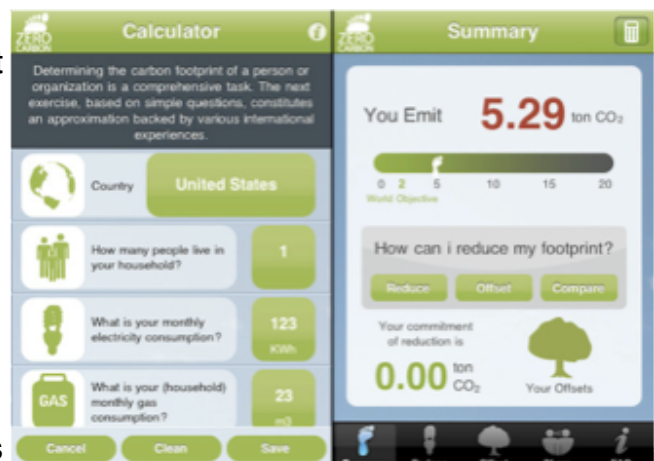 t
s
ZERO
CARBON
Calculator
i
Determining the carbon footprint of a person or
organization is a comprehensive task. The next
exercise, based on simple questions, constitutes
an approximation backed by various international
experiences.
Country
United States
How many people live in
your household?
1
What is your monthly
electricity consumption?
123
KWh
GAS
What is your (household)
monthly gas
consumption?
23
m3
Cancel
Clean
Save
ZERO
CARBON
Summary
You Emit
5.29 ton CO₂
0 2 5 10 15 20
World Objective
How can i reduce my footprint?
Reduce
Offset
Compare
Your commitment
of reduction is
0.00 ton
CO₂
Your Offsets
i